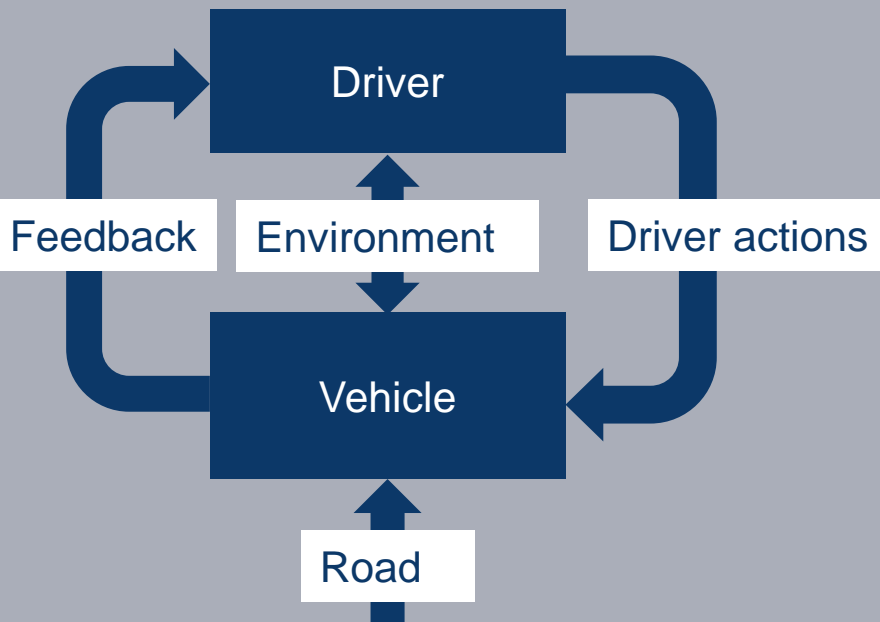 Driver
Feedback
Environment
Driver actions
Vehicle
Road